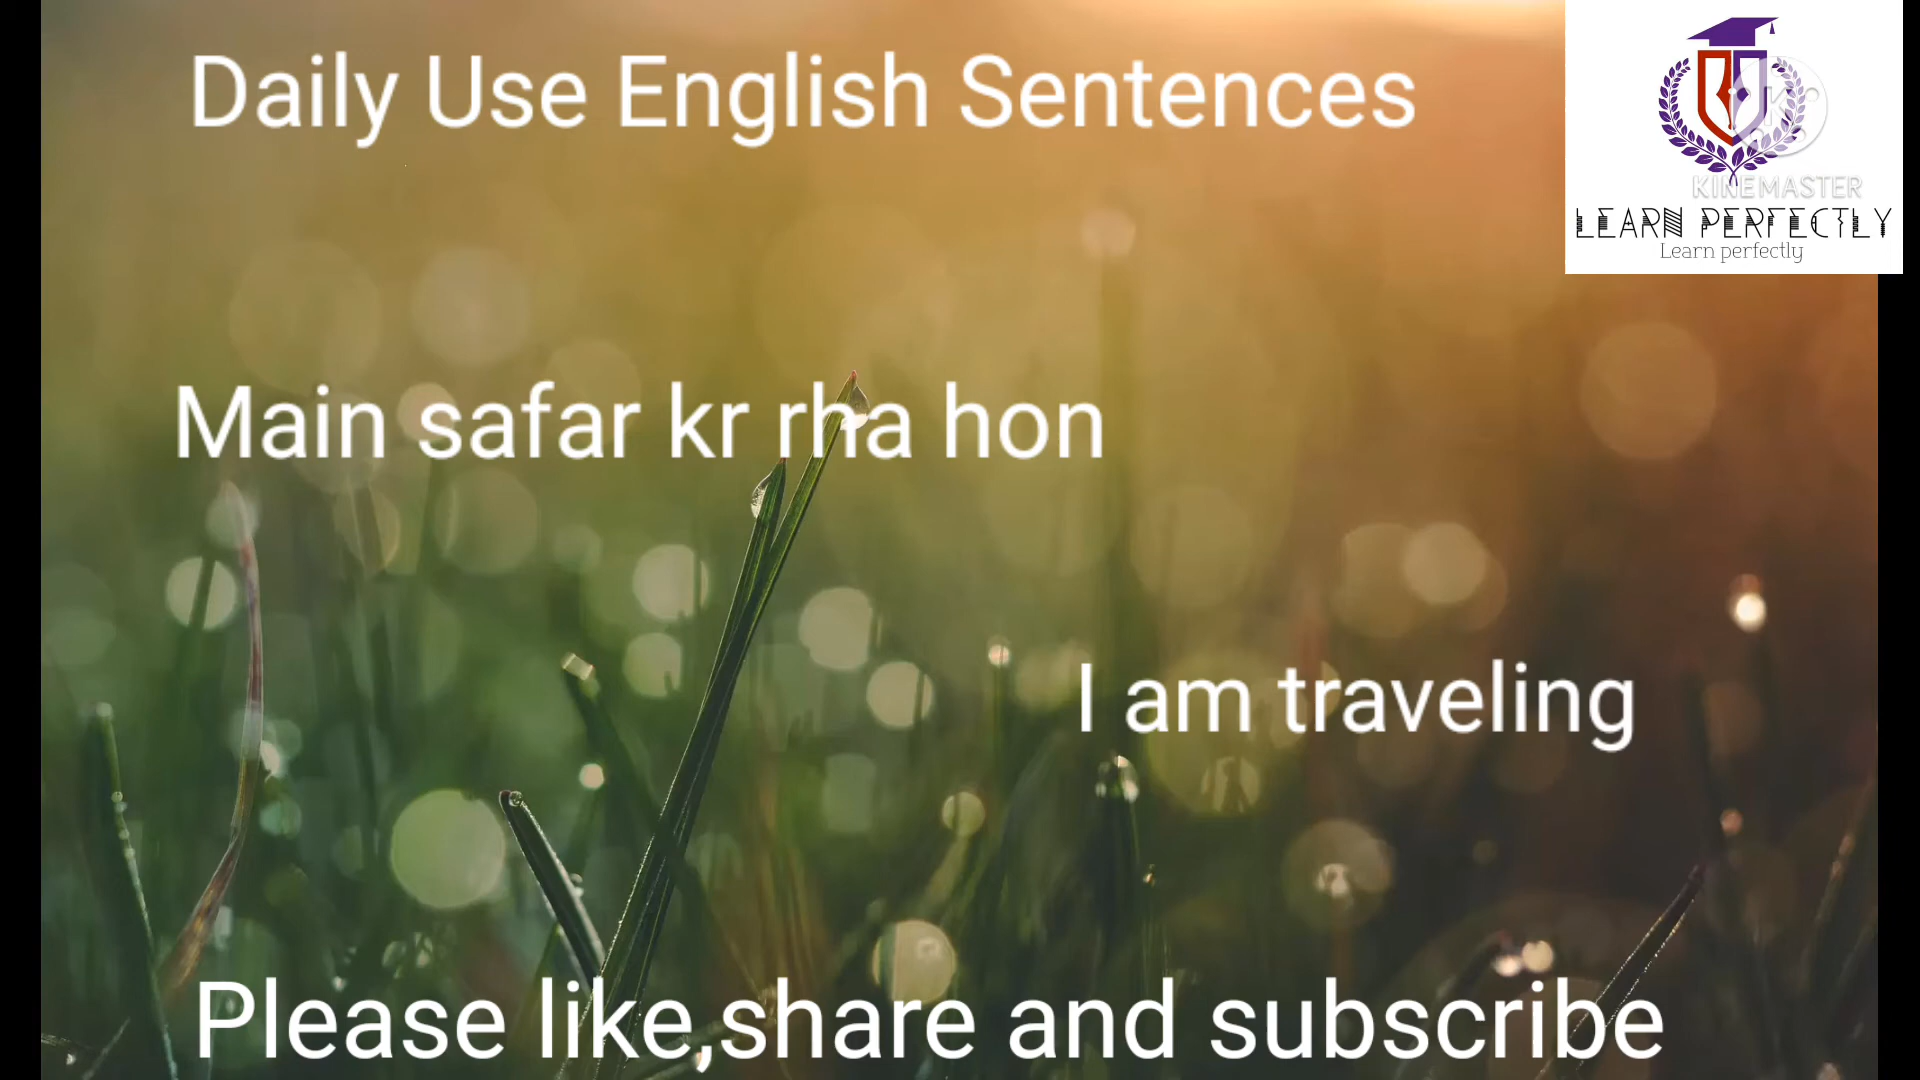 Daily Use English Sentences
KINEMASTER
LEARN PERFECTLY
Learn perfectly
Main safar kr rha hon
I am traveling
Please like,share and subscribe